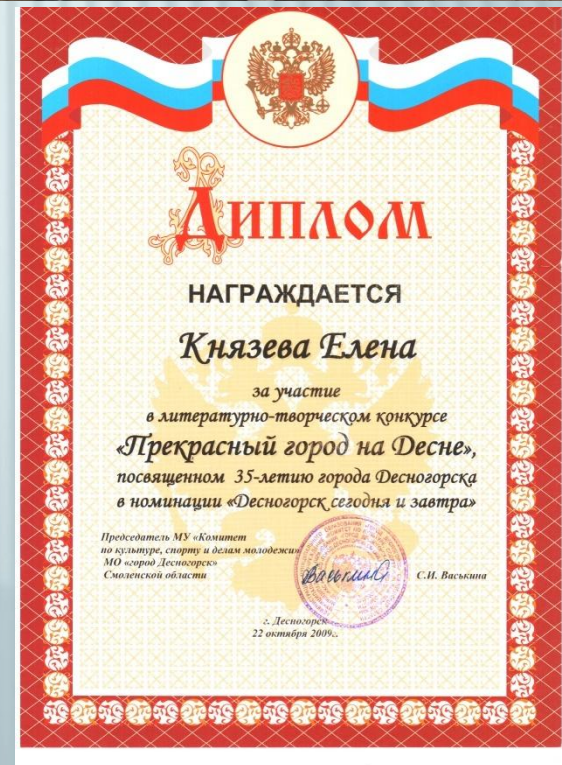 Диплом
НАГРАЖДАЕТСЯ
Князева Елена
за участие
в литературно-творческом конкурсе
«Прекрасный город на Десне»,
посвященном 35-летию города Десногорска
в номинации «Десногорск сегодня и завтра»
Председатель МУ «Комитет
по культуре, спорту и делам молодежи»
МО «город Десногорск»
Смоленской области
С.И. Васькина
г. Десногорск
22 октября 2009г.